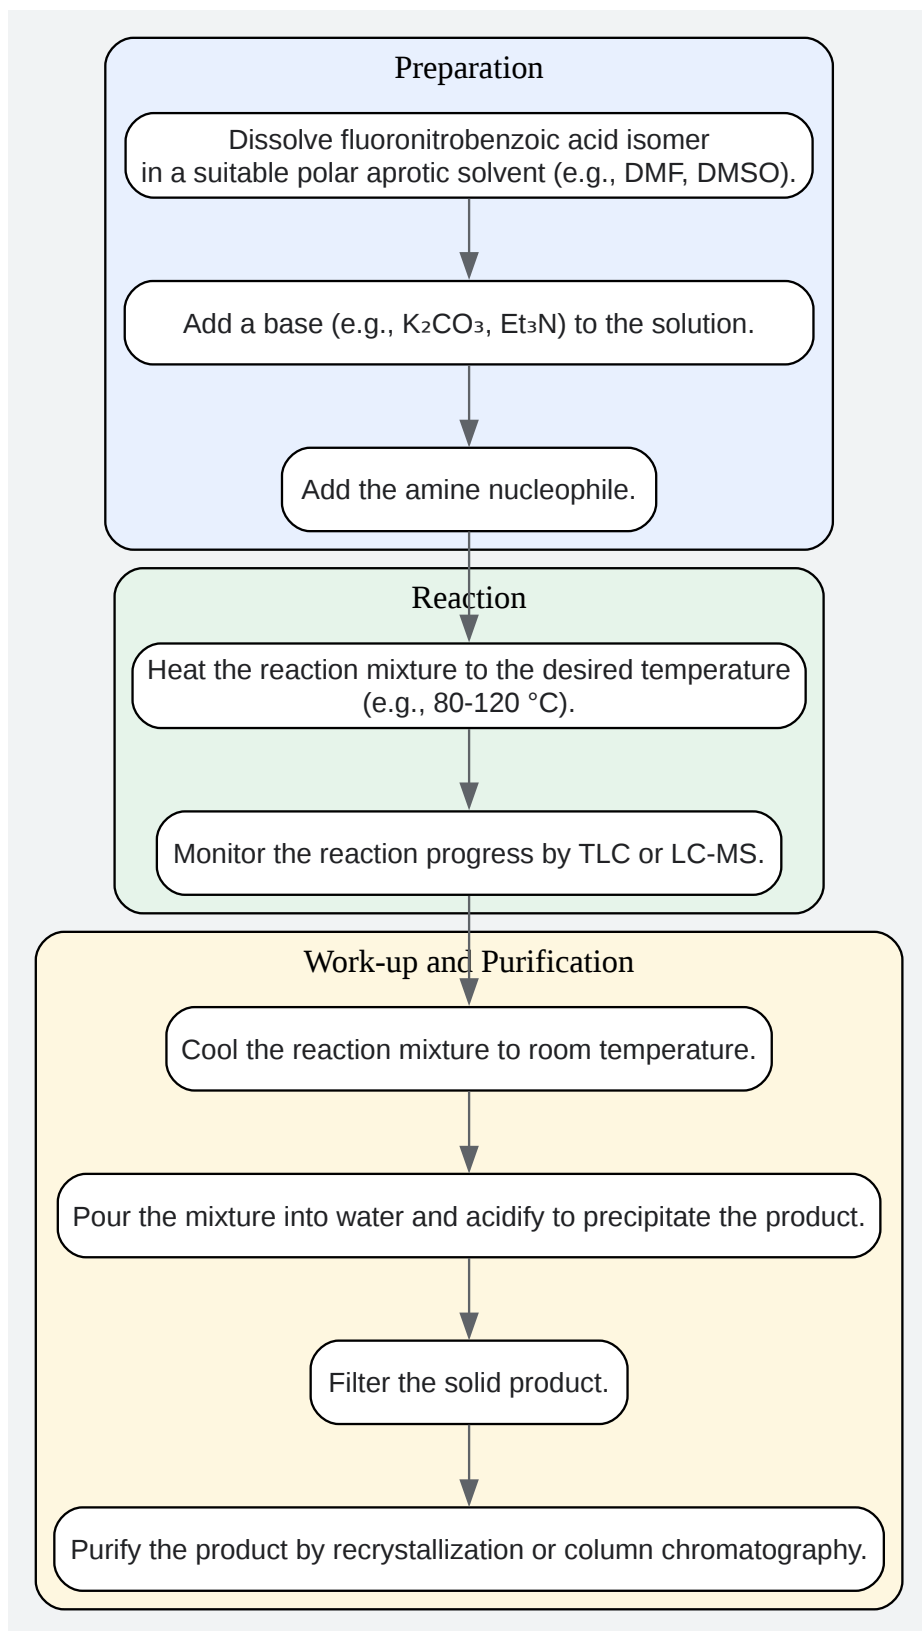 Preparation
Dissolve fluoronitrobenzoic acid isomer
in a suitable polar aprotic solvent (e.g., DMF, DMSO).
Add a base (e.g., K₂CO₃, Et₃N) to the solution.
Add the amine nucleophile.
Reaction
Heat the reaction mixture to the desired temperature
(e.g., 80-120 °C).
Monitor the reaction progress by TLC or LC-MS.
Work-up and Purification
Cool the reaction mixture to room temperature.
Pour the mixture into water and acidify to precipitate the product.
Filter the solid product.
Purify the product by recrystallization or column chromatography.